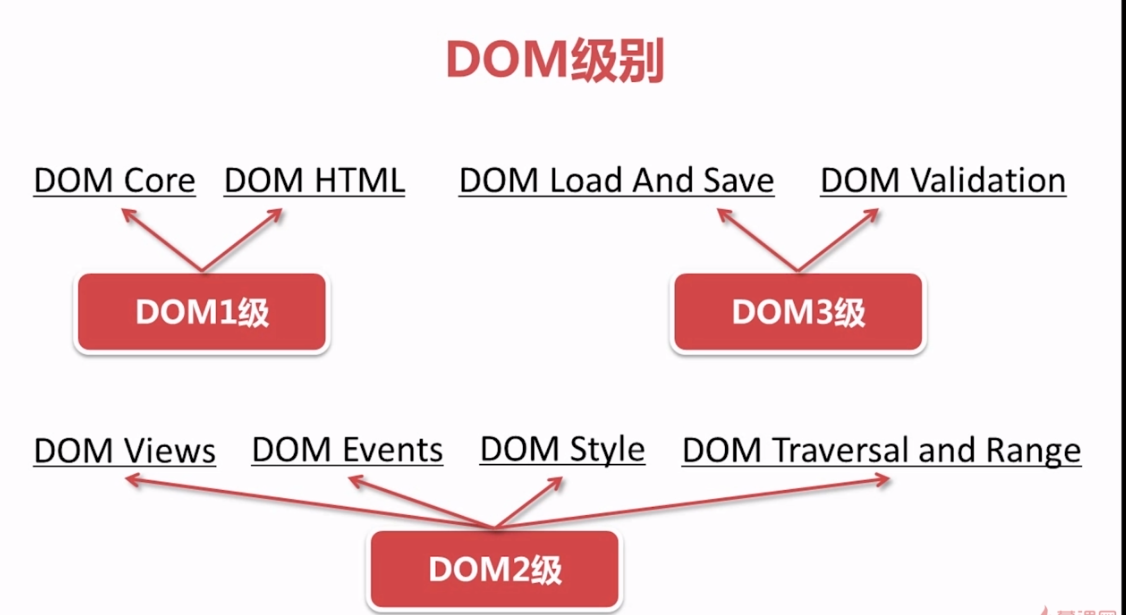 DOM级别
DOM Core DOM HTML DOM Load And Save DOM Validation
DOM1级 DOM3级
DOM Views DOM Events DOM Style DOM Traversal and Range
DOM2级